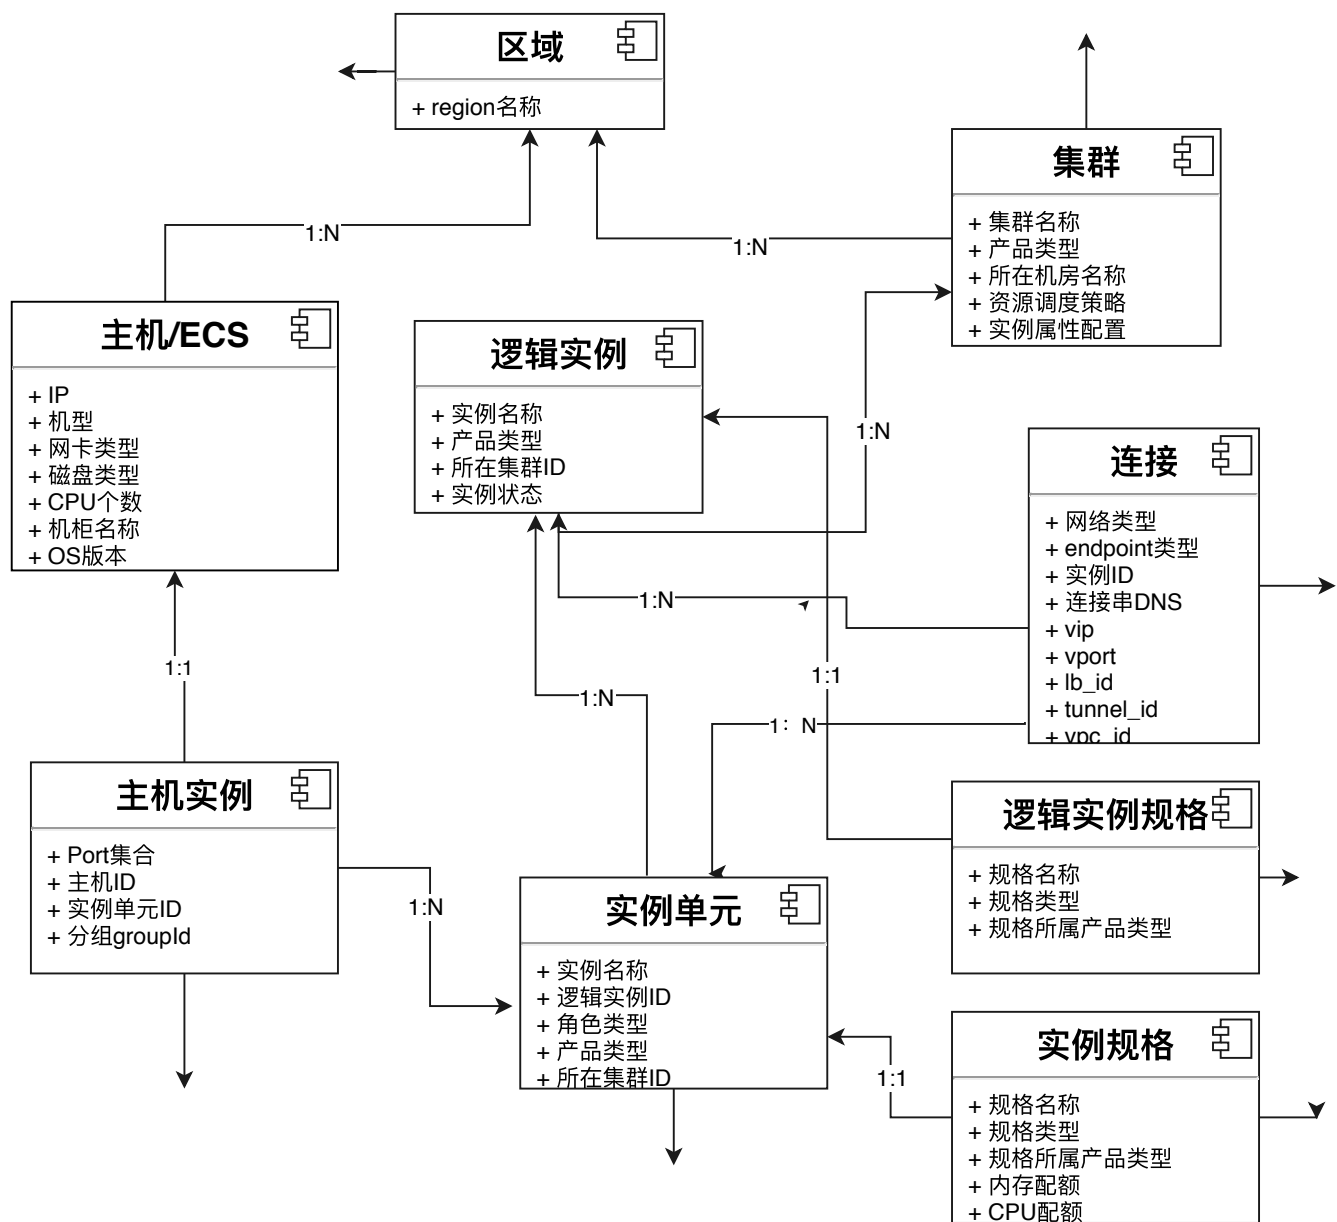 区域
+ region名称
集群
+ 集群名称
+ 产品类型
+ 所在机房名称
+ 资源调度策略
+ 实例属性配置
1:N
1:N
主机/ECS
+ IP
+ 机型
+ 网卡类型
+ 磁盘类型
+ CPU个数
+ 机柜名称
+ OS版本
逻辑实例
+ 实例名称
+ 产品类型
+ 所在集群ID
+ 实例状态
1:N
连接
+ 网络类型
+ endpoint类型
+ 实例ID
+ 连接串DNS
+ vip
+ vport
+ lb_id
+ tunnel_id
+ vpc_id
1:N
1:1
1:1
1:N
1： N
主机实例
+ Port集合
+ 主机ID
+ 实例单元ID
+ 分组groupId
1:N
逻辑实例规格
+ 规格名称
+ 规格类型
+ 规格所属产品类型
实例单元
+ 实例名称
+ 逻辑实例ID
+ 角色类型
+ 产品类型
+ 所在集群ID
1:1
实例规格
+ 规格名称
+ 规格类型
+ 规格所属产品类型
+ 内存配额
+ CPU配额